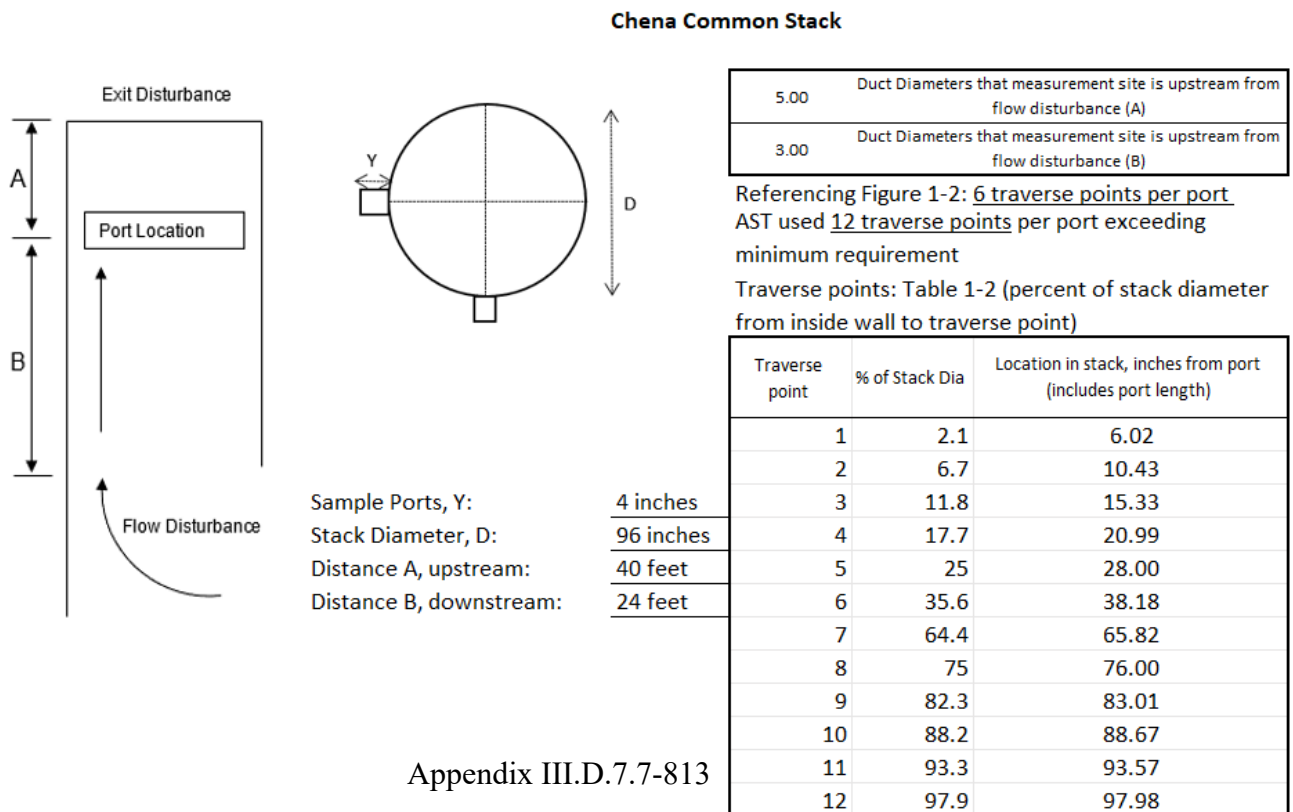 Chena Common Stack
Exit Disturbance
A
Port Location
B
Flow Disturbance
Y
D
Sample Ports, Y: 4 inches
Stack Diameter, D: 96 inches
Distance A, upstream: 40 feet
Distance B, downstream: 24 feet
5.00 Duct Diameters that measurement site is upstream from
flow disturbance (A)
3.00 Duct Diameters that measurement site is upstream from
flow disturbance (B)
Referencing Figure 1-2: 6 traverse points per port
AST used 12 traverse points per port exceeding
minimum requirement
Traverse points: Table 1-2 (percent of stack diameter
from inside wall to traverse point)
Traverse point % of Stack Dia Location in stack, inches from port
(includes port length)
1 2.1 6.02
2 6.7 10.43
3 11.8 15.33
4 17.7 20.99
5 25 28.00
6 35.6 38.18
7 64.4 65.82
8 75 76.00
9 82.3 83.01
10 88.2 88.67
11 93.3 93.57
12 97.9 97.98
Appendix III.D.7.7-813